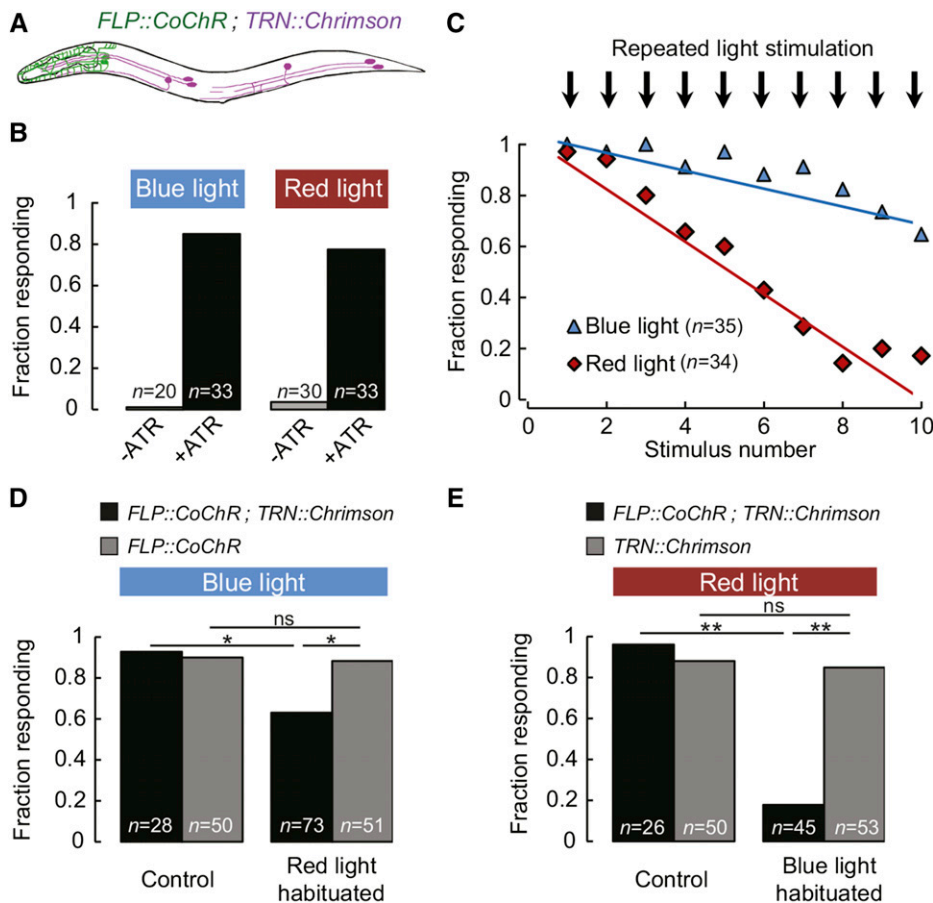 A
FLP::CoChR ; TRN::Chrimson
B
Blue light
Red light
Fraction responding
1
0.8
0.6
0.4
0.2
0
n=20
n=33
n=30
n=33
-ATR
+ATR
-ATR
+ATR
C
Repeated light stimulation
Fraction responding
1
0.8
0.6
0.4
0.2
0
Blue light (n=35)
Red light (n=34)
0
2
4
6
8
10
Stimulus number
D
FLP::CoChR ; TRN::Chrimson
FLP::CoChR
Blue light
ns
*
*
Fraction responding
1
0.8
0.6
0.4
0.2
0
n=28
n=50
n=73
n=51
Control
Red light
habituated
E
FLP::CoChR ; TRN::Chrimson
TRN::Chrimson
Red light
ns
**
**
Fraction responding
1
0.8
0.6
0.4
0.2
0
n=26
n=50
n=45
n=53
Control
Blue light
habituated